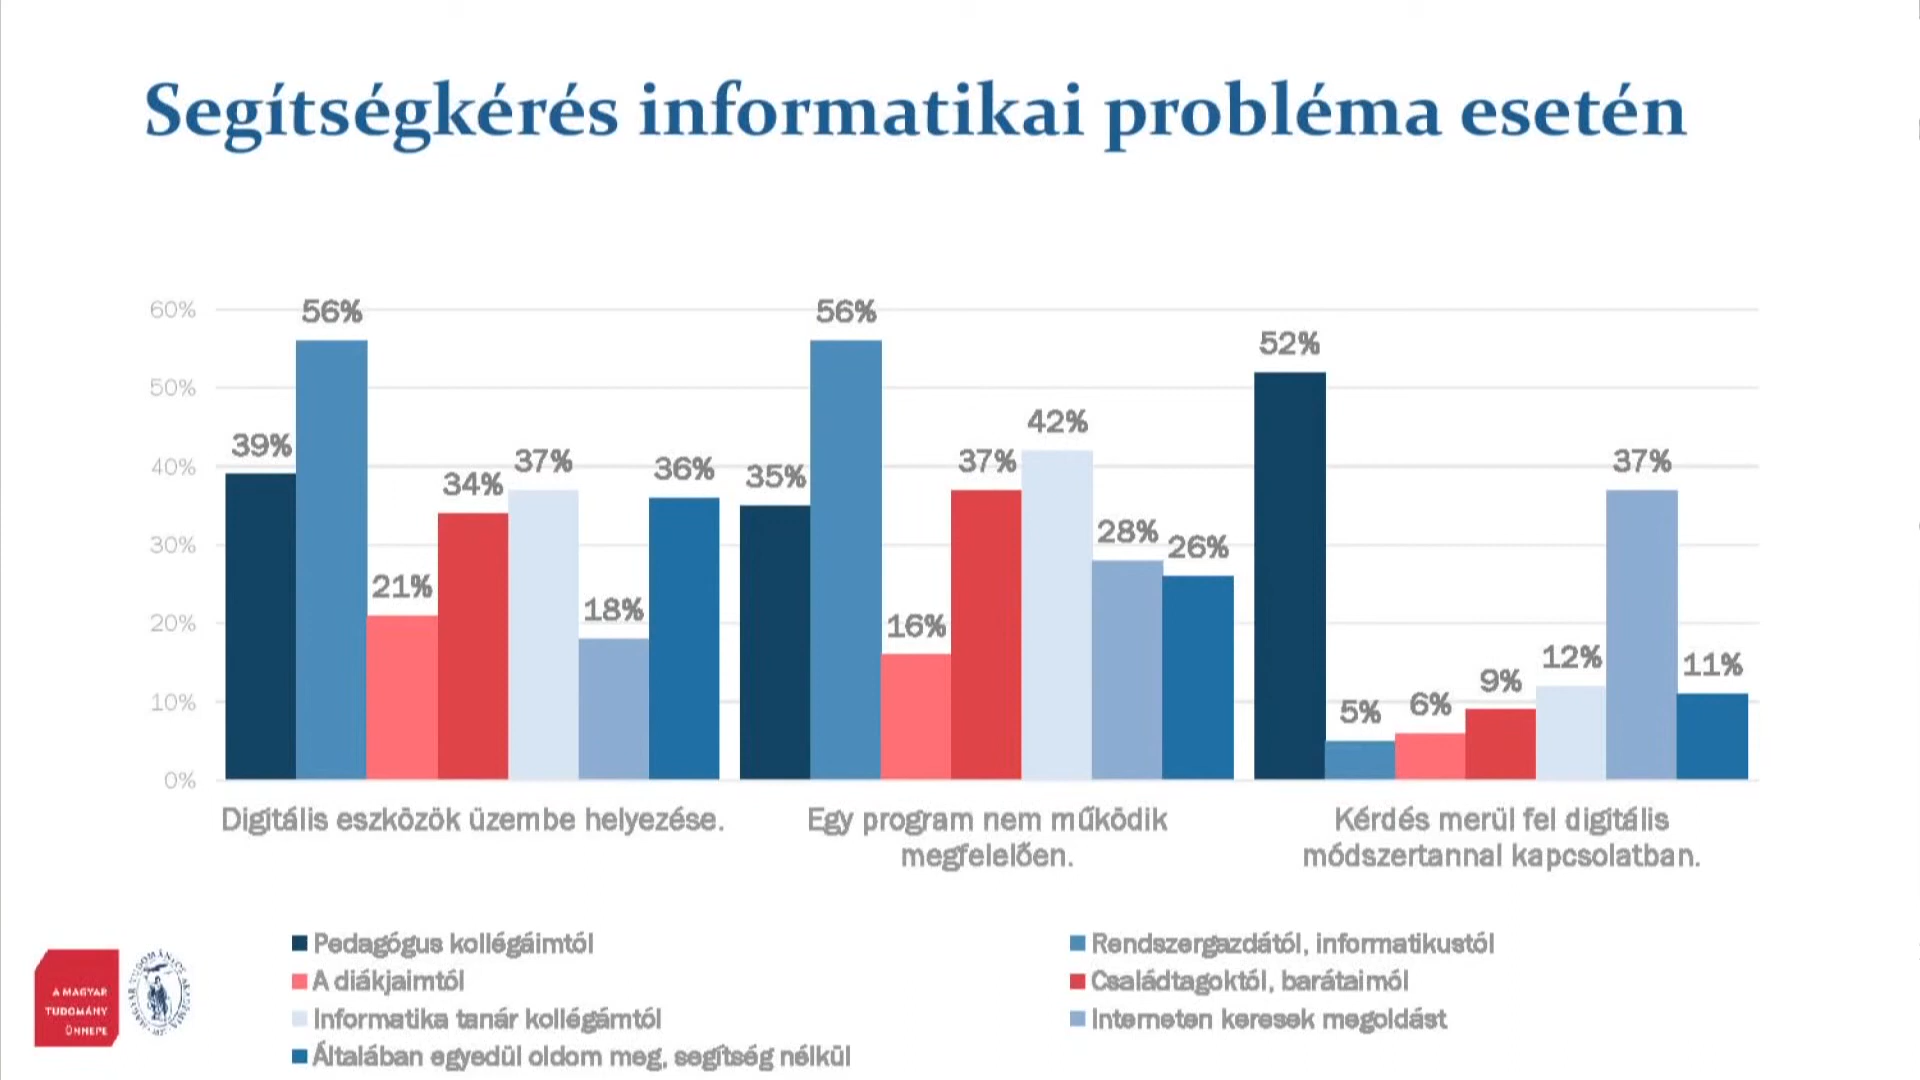 Segítségkérés informatikai probléma esetén
60%
50%
40%
30%
20%
10%
0%
39%
56%
21%
34%
37%
18%
36%
35%
56%
16%
37%
42%
28%
26%
52%
5%
6%
9%
12%
37%
11%
Digitális eszközök üzembe helyezése.
Egy program nem működik
megfelelően.
Kérdés merül fel digitális
módszertannal kapcsolatban.
Pedagógus kollégáimtól
Rendszergazdától, informatikustól
A diákjaimtól
Családtagoktól, barátaimól
Informatika tanár kollégámtól
Interneten keresek megoldást
Általában egyedül oldom meg, segítség nélkül
A MAGYAR
TUDOMÁNY
ÜNNEPE